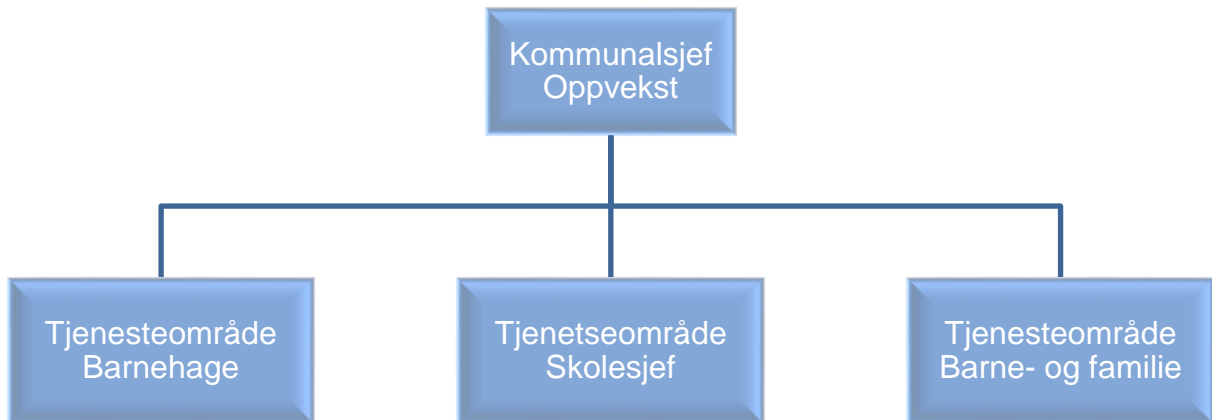 Kommunalsjef
Oppvekst
Tjenesteområde
Barnehage
Tjenetseområde
Skolesjef
Tjenesteområde
Barne- og familie